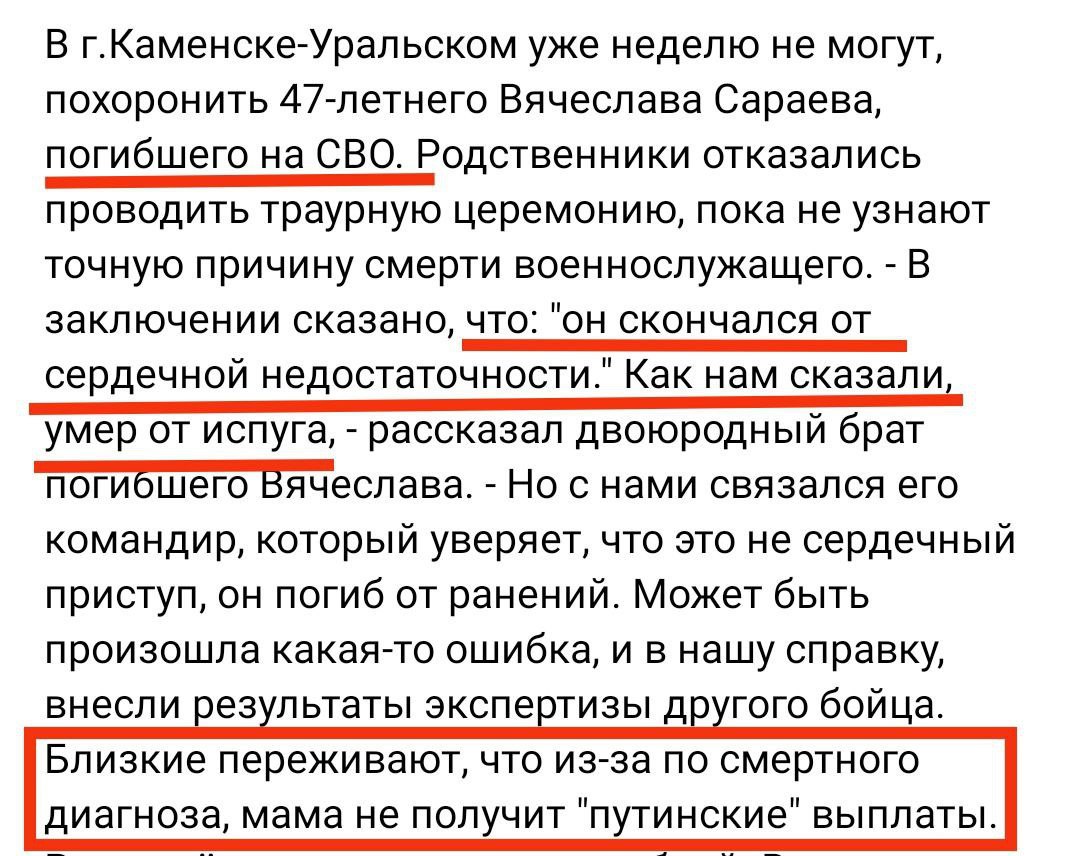 В г.Каменске-Уральском уже неделю не могут,
похоронить 47-летнего Вячеслава Сараева,
погибшего на СВО. Родственники отказались
проводить траурную церемонию, пока не узнают
точную причину смерти военнослужащего. - В
заключении сказано, что: "он скончался от
сердечной недостаточности." Как нам сказали,
умер от испуга, - рассказал двоюродный брат
погибшего Вячеслава. - Но с нами связался его
командир, который уверяет, что это не сердечный
приступ, он погиб от ранений. Может быть
произошла какая-то ошибка, и в нашу справку,
внесли результаты экспертизы другого бойца.
Близкие переживают, что из-за по смертного
диагноза, мама не получит "путинские" выплаты.